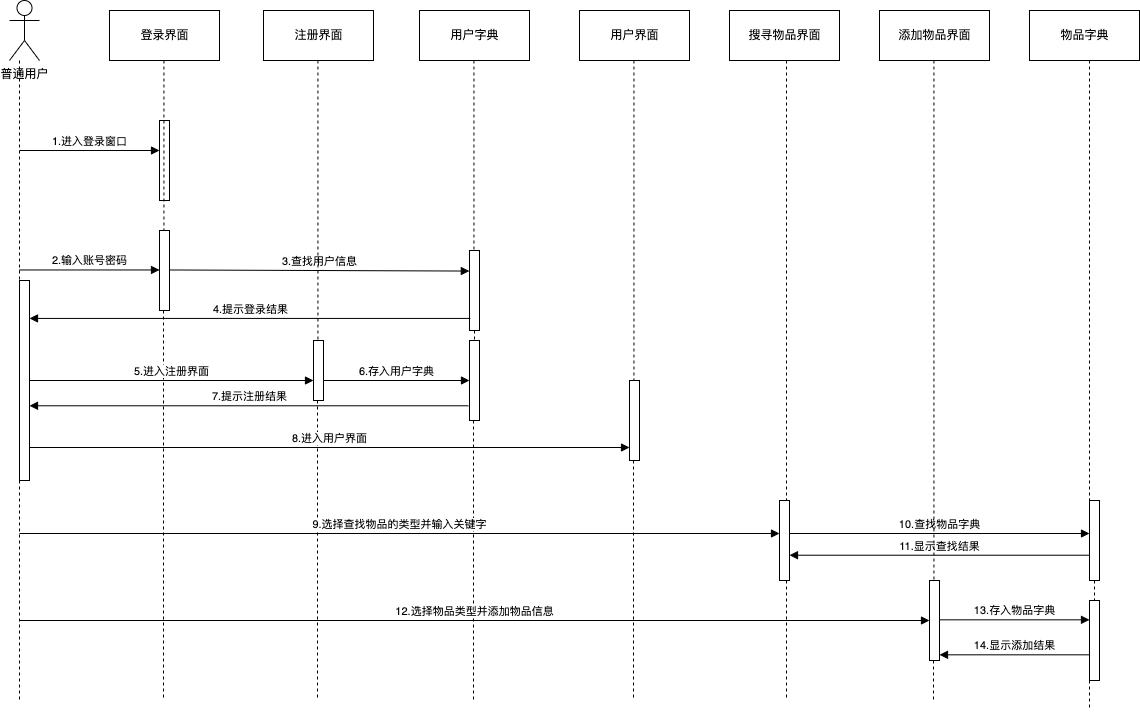 登录界面
注册界面
用户字典
用户界面
搜寻物品界面
添加物品界面
物品字典
普通用户
1.进入登录窗口
2.输入账号密码
3.查找用户信息
4.提示登录结果
5.进入注册界面
6.存入用户字典
7.提示注册结果
8.进入用户界面
9.选择查找物品的类型并输入关键字
10.查找物品字典
11.显示查找结果
12.选择物品类型并添加物品信息
13.存入物品字典
14.显示添加结果